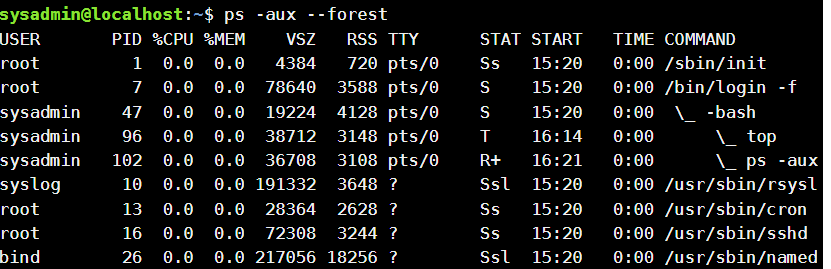 sysadmin@localhost:~$ ps -aux --forest
USER       PID %CPU %MEM    VSZ   RSS TTY      STAT START   TIME COMMAND
root         1  0.0  0.0   4384   720 pts/0    Ss   15:20   0:00 /sbin/init
root         7  0.0  0.0  78640  3588 pts/0    S    15:20   0:00 /bin/login -f
sysadmin    47  0.0  0.0  19224  4128 pts/0    S    15:20   0:00  \_ -bash
sysadmin    96  0.0  0.0  38712  3148 pts/0    T    16:14   0:00      \_ top
sysadmin   102  0.0  0.0  36708  3108 pts/0    R+   16:21   0:00      \_ ps -aux
syslog      10  0.0  0.0 191332  3648 ?        Ssl  15:20   0:00 /usr/sbin/rsysl
root        13  0.0  0.0  28364  2628 ?        Ss   15:20   0:00 /usr/sbin/cron
root        16  0.0  0.0  72308  3244 ?        Ss   15:20   0:00 /usr/sbin/sshd
bind        26  0.0  0.0 217056 18256 ?        Ssl  15:20   0:00 /usr/sbin/named